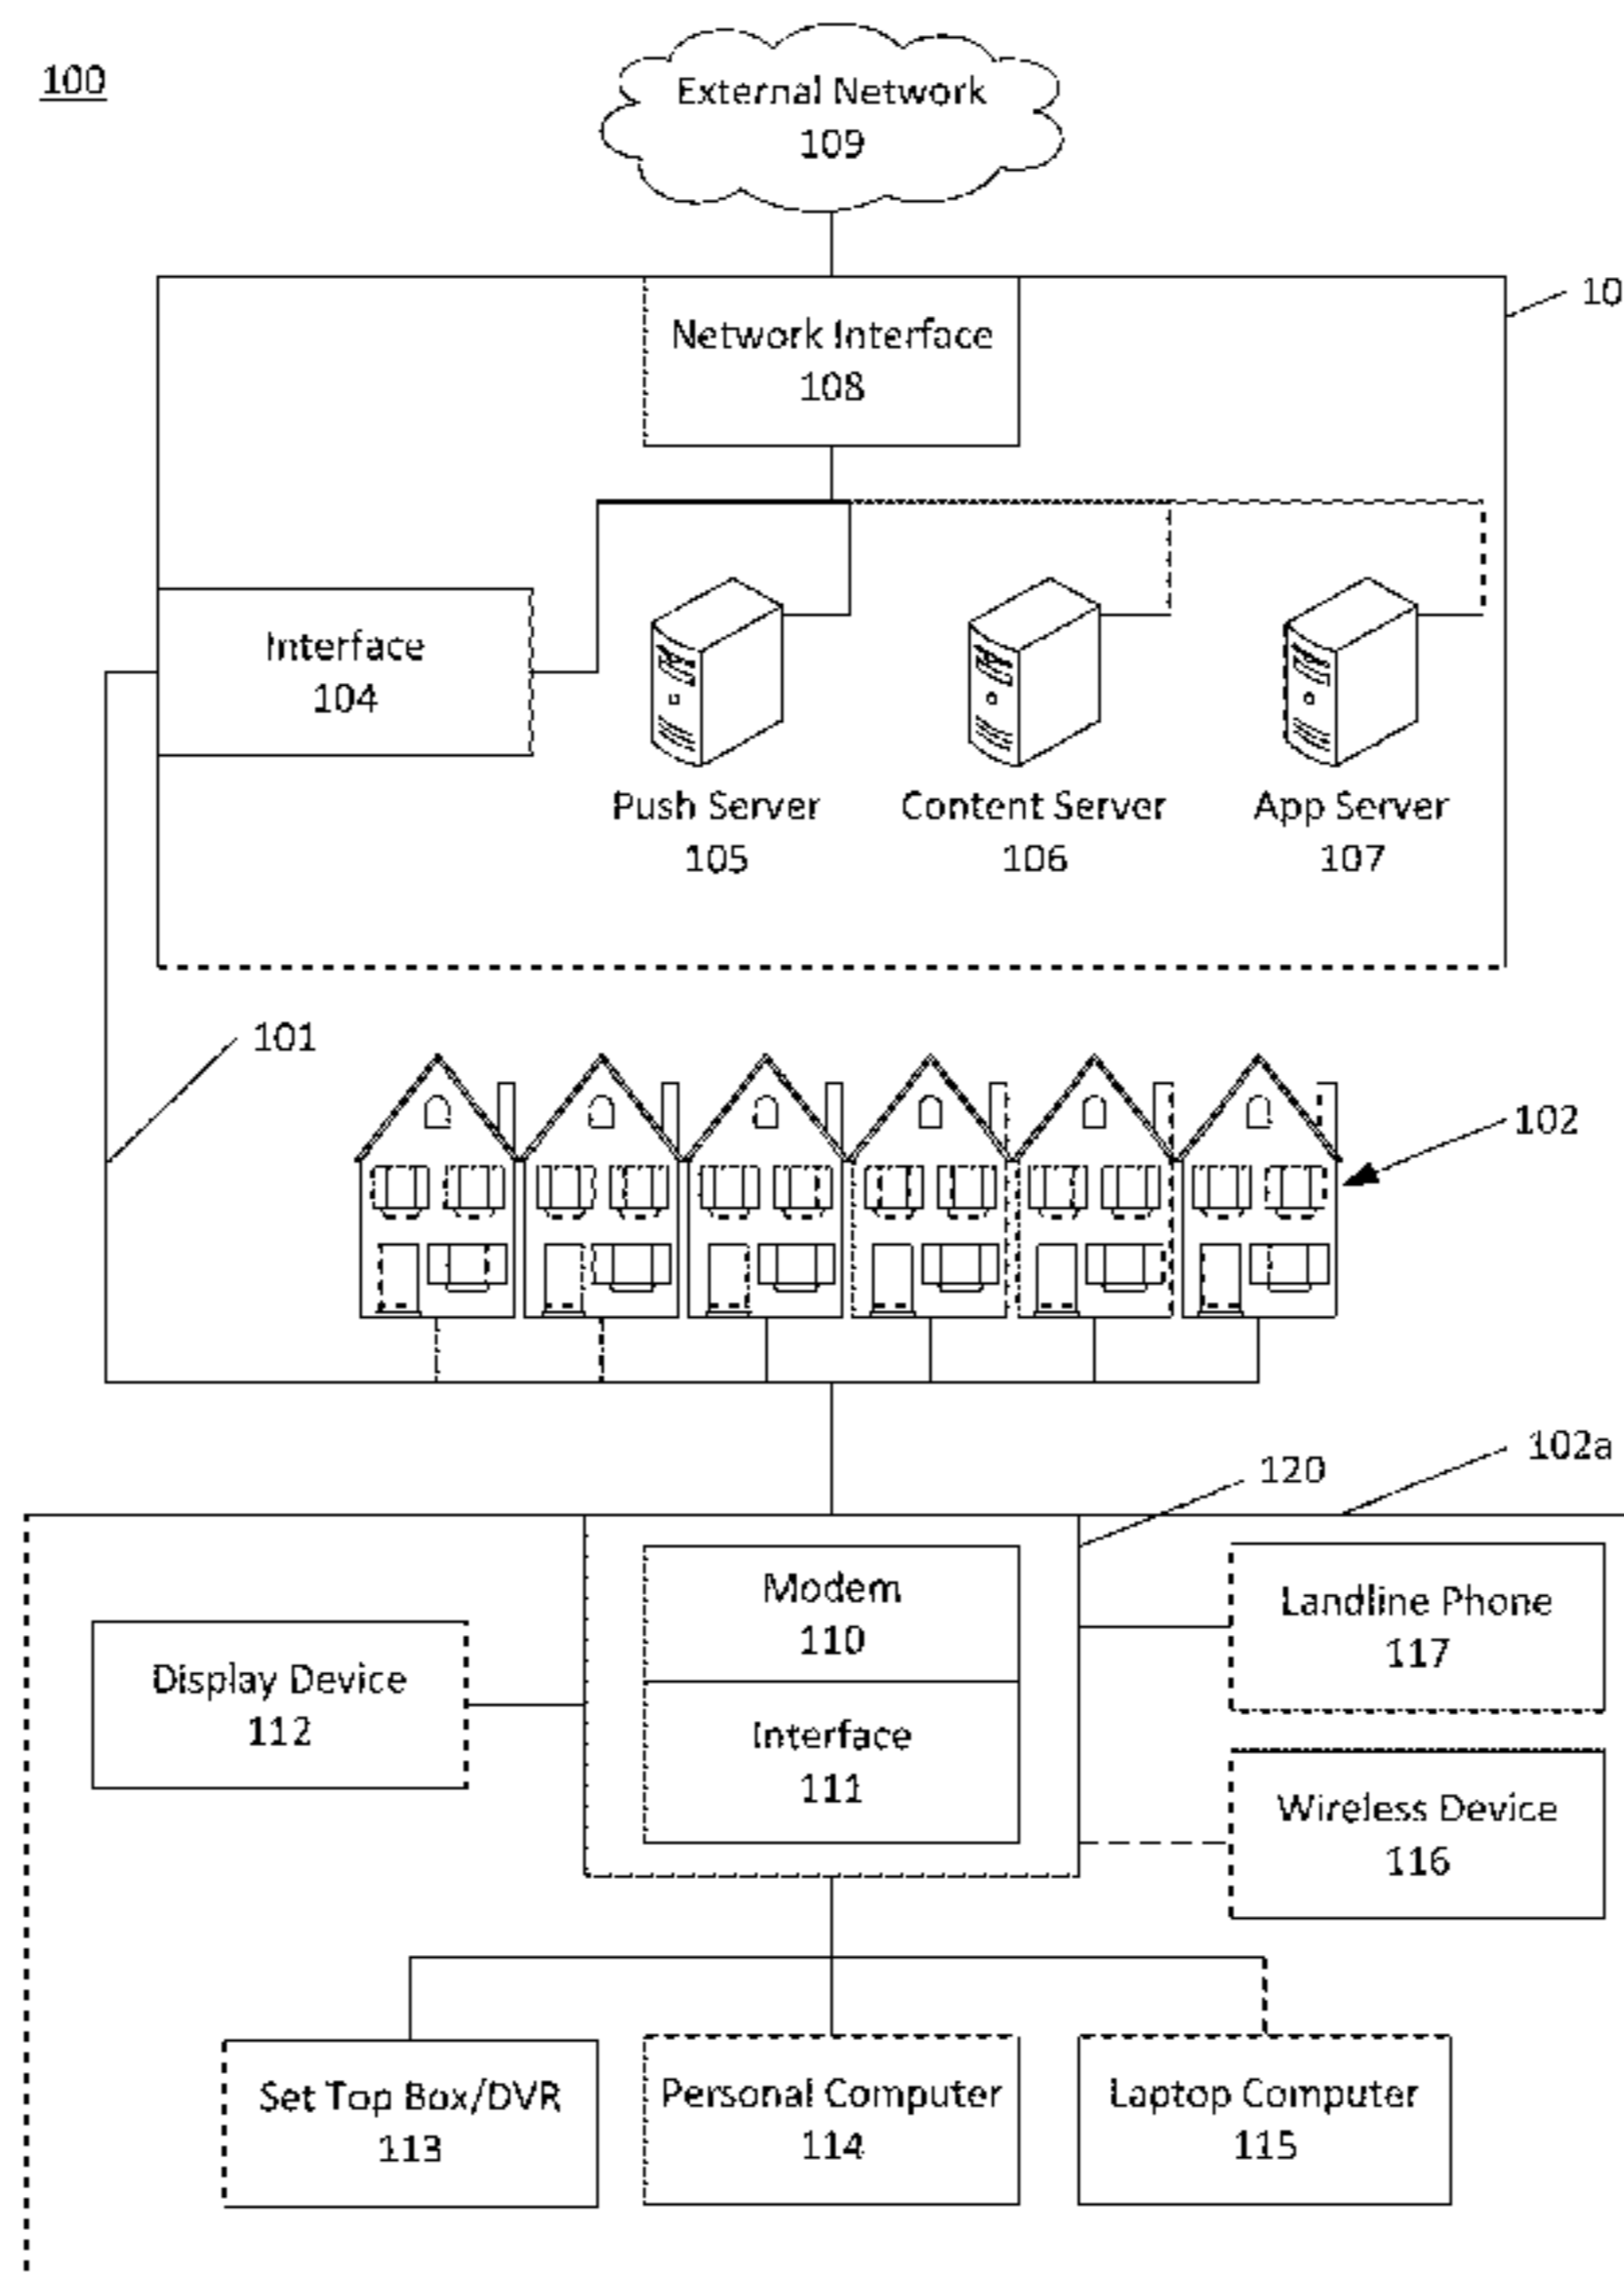 100
External Network
109
10
Network Interface
108
Interface
104
Push Server
105
Content Server
106
App Server
107
101
102
102a
120
Modem
110
Landline Phone
117
Display Device
112
Interface
111
Wireless Device
116
Set Top Box/DVR
113
Personal Computer
114
Laptop Computer
115